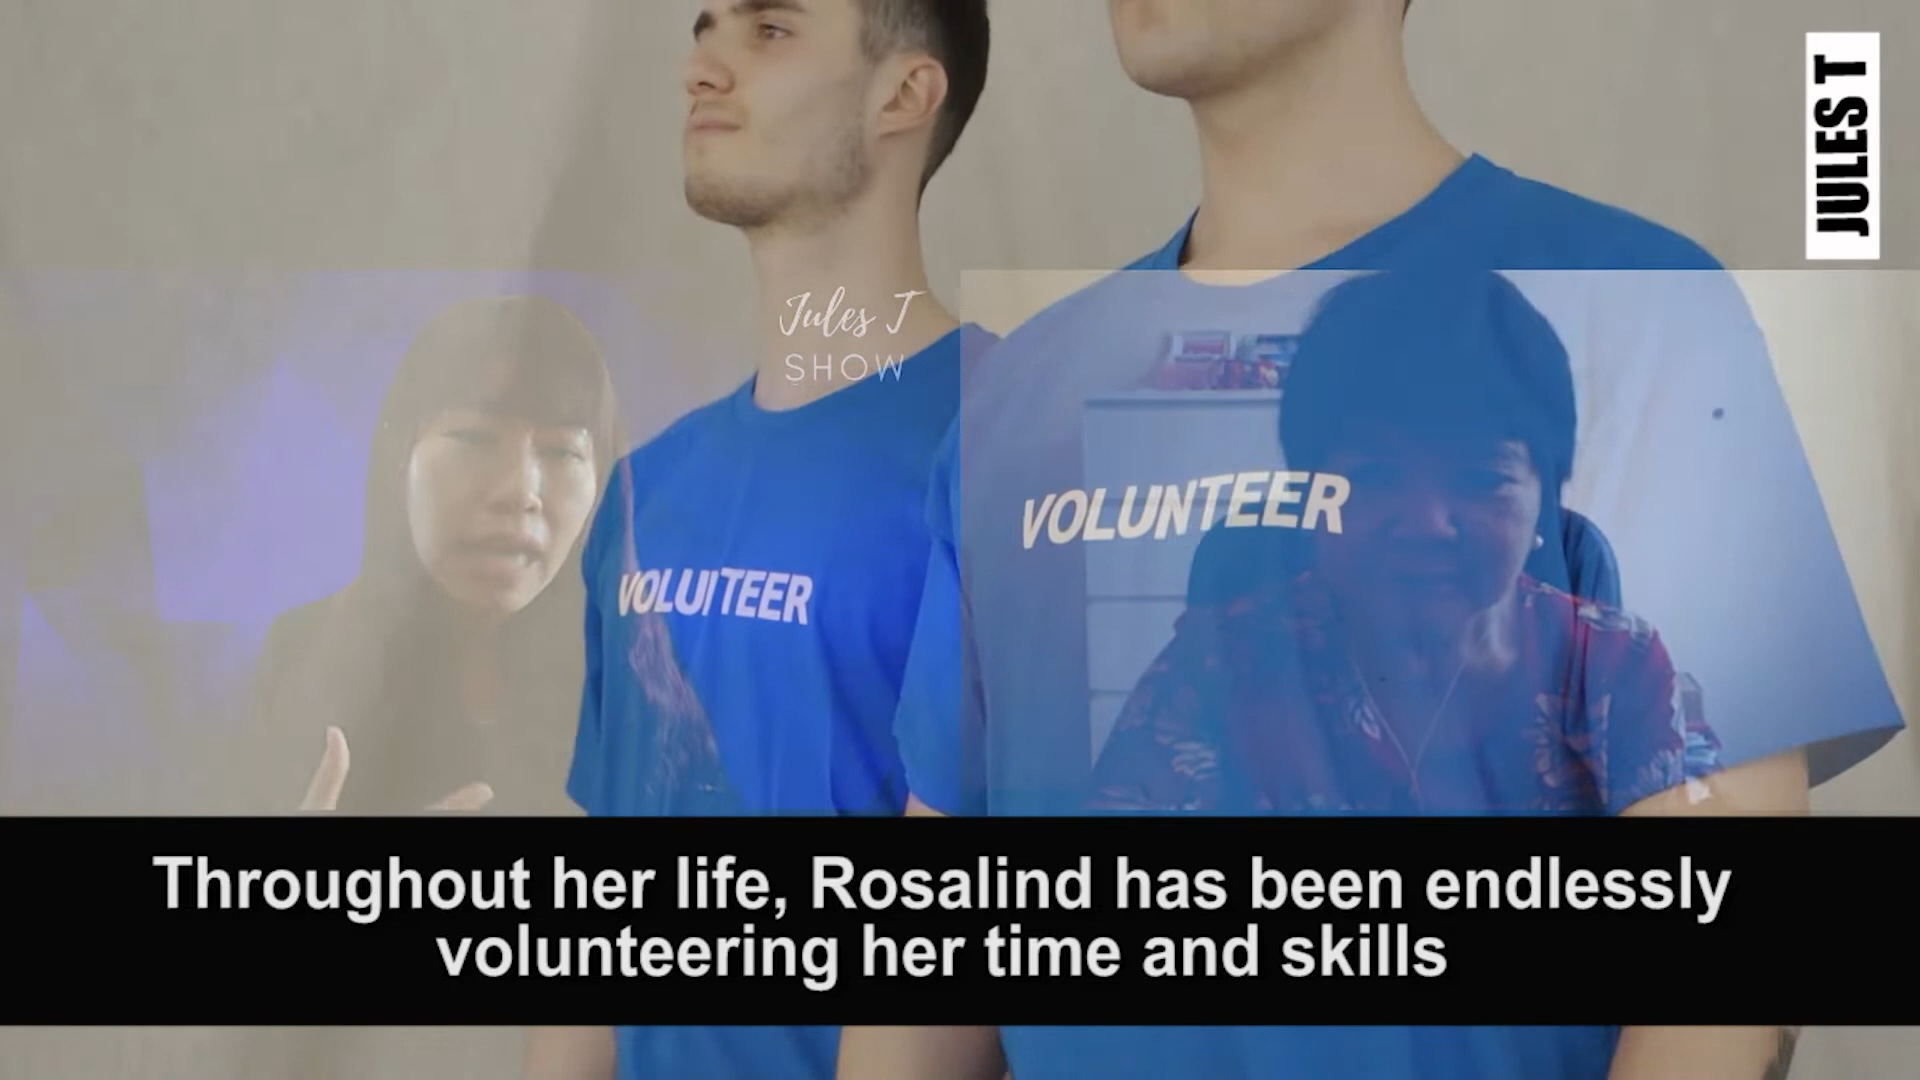 JULES T
Jules T
SHOW
VOLUNTEER
VOLUNTEER
Throughout her life, Rosalind has been endlessly
volunteering her time and skills